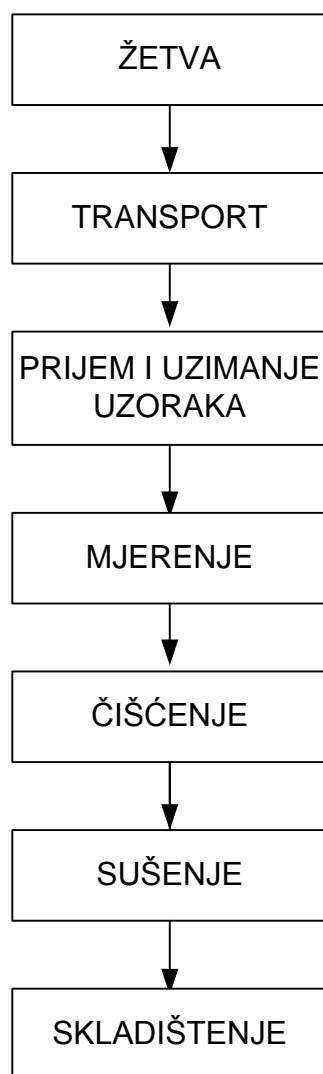 ŽETVA
TRANSPORT
PRIJEM I UZIMANJE
UZORAKA
MJERENJE
ČIŠĆENJE
SUŠENJE
SKLADIŠTENJE